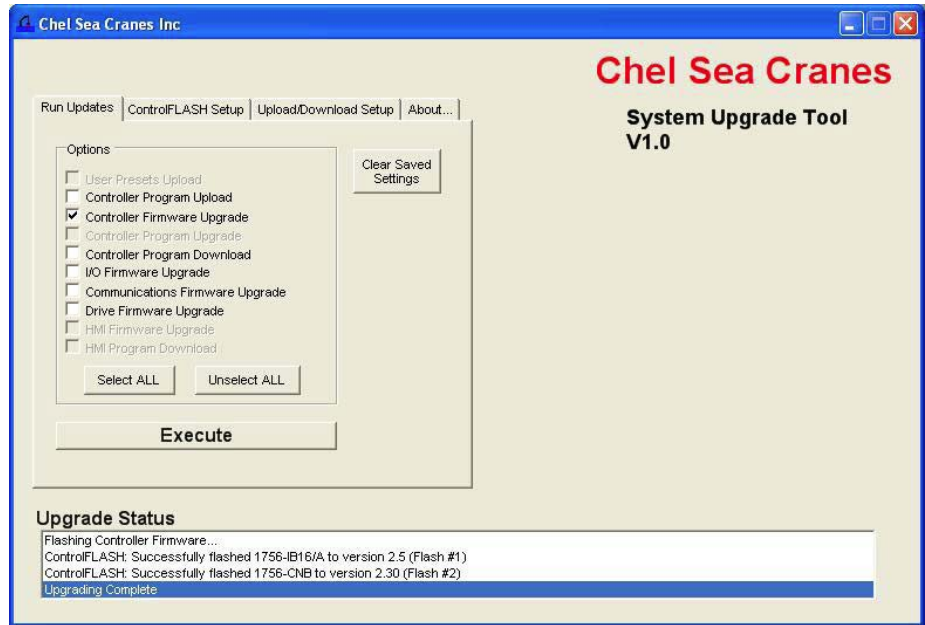 Chel Sea Cranes Inc
Chel Sea Cranes
System Upgrade Tool
V1.0
Run Updates
ControlFLASH Setup
Upload/Download Setup
About...
Options
User Presets Upload
Controller Program Upload
Controller Firmware Upgrade
Controller Program Upgrade
Controller Program Download
I/O Firmware Upgrade
Communications Firmware Upgrade
Drive Firmware Upgrade
HMI Firmware Upgrade
HMI Program Download
Select ALL
Unselect ALL
Clear Saved
Settings
Execute
Upgrade Status
Flashing Controller Firmware...
ControlFLASH: Successfully flashed 1756-IB16/A to version 2.5 (Flash #1)
ControlFLASH: Successfully flashed 1756-CNB to version 2.30 (Flash #2)
Upgrading Complete